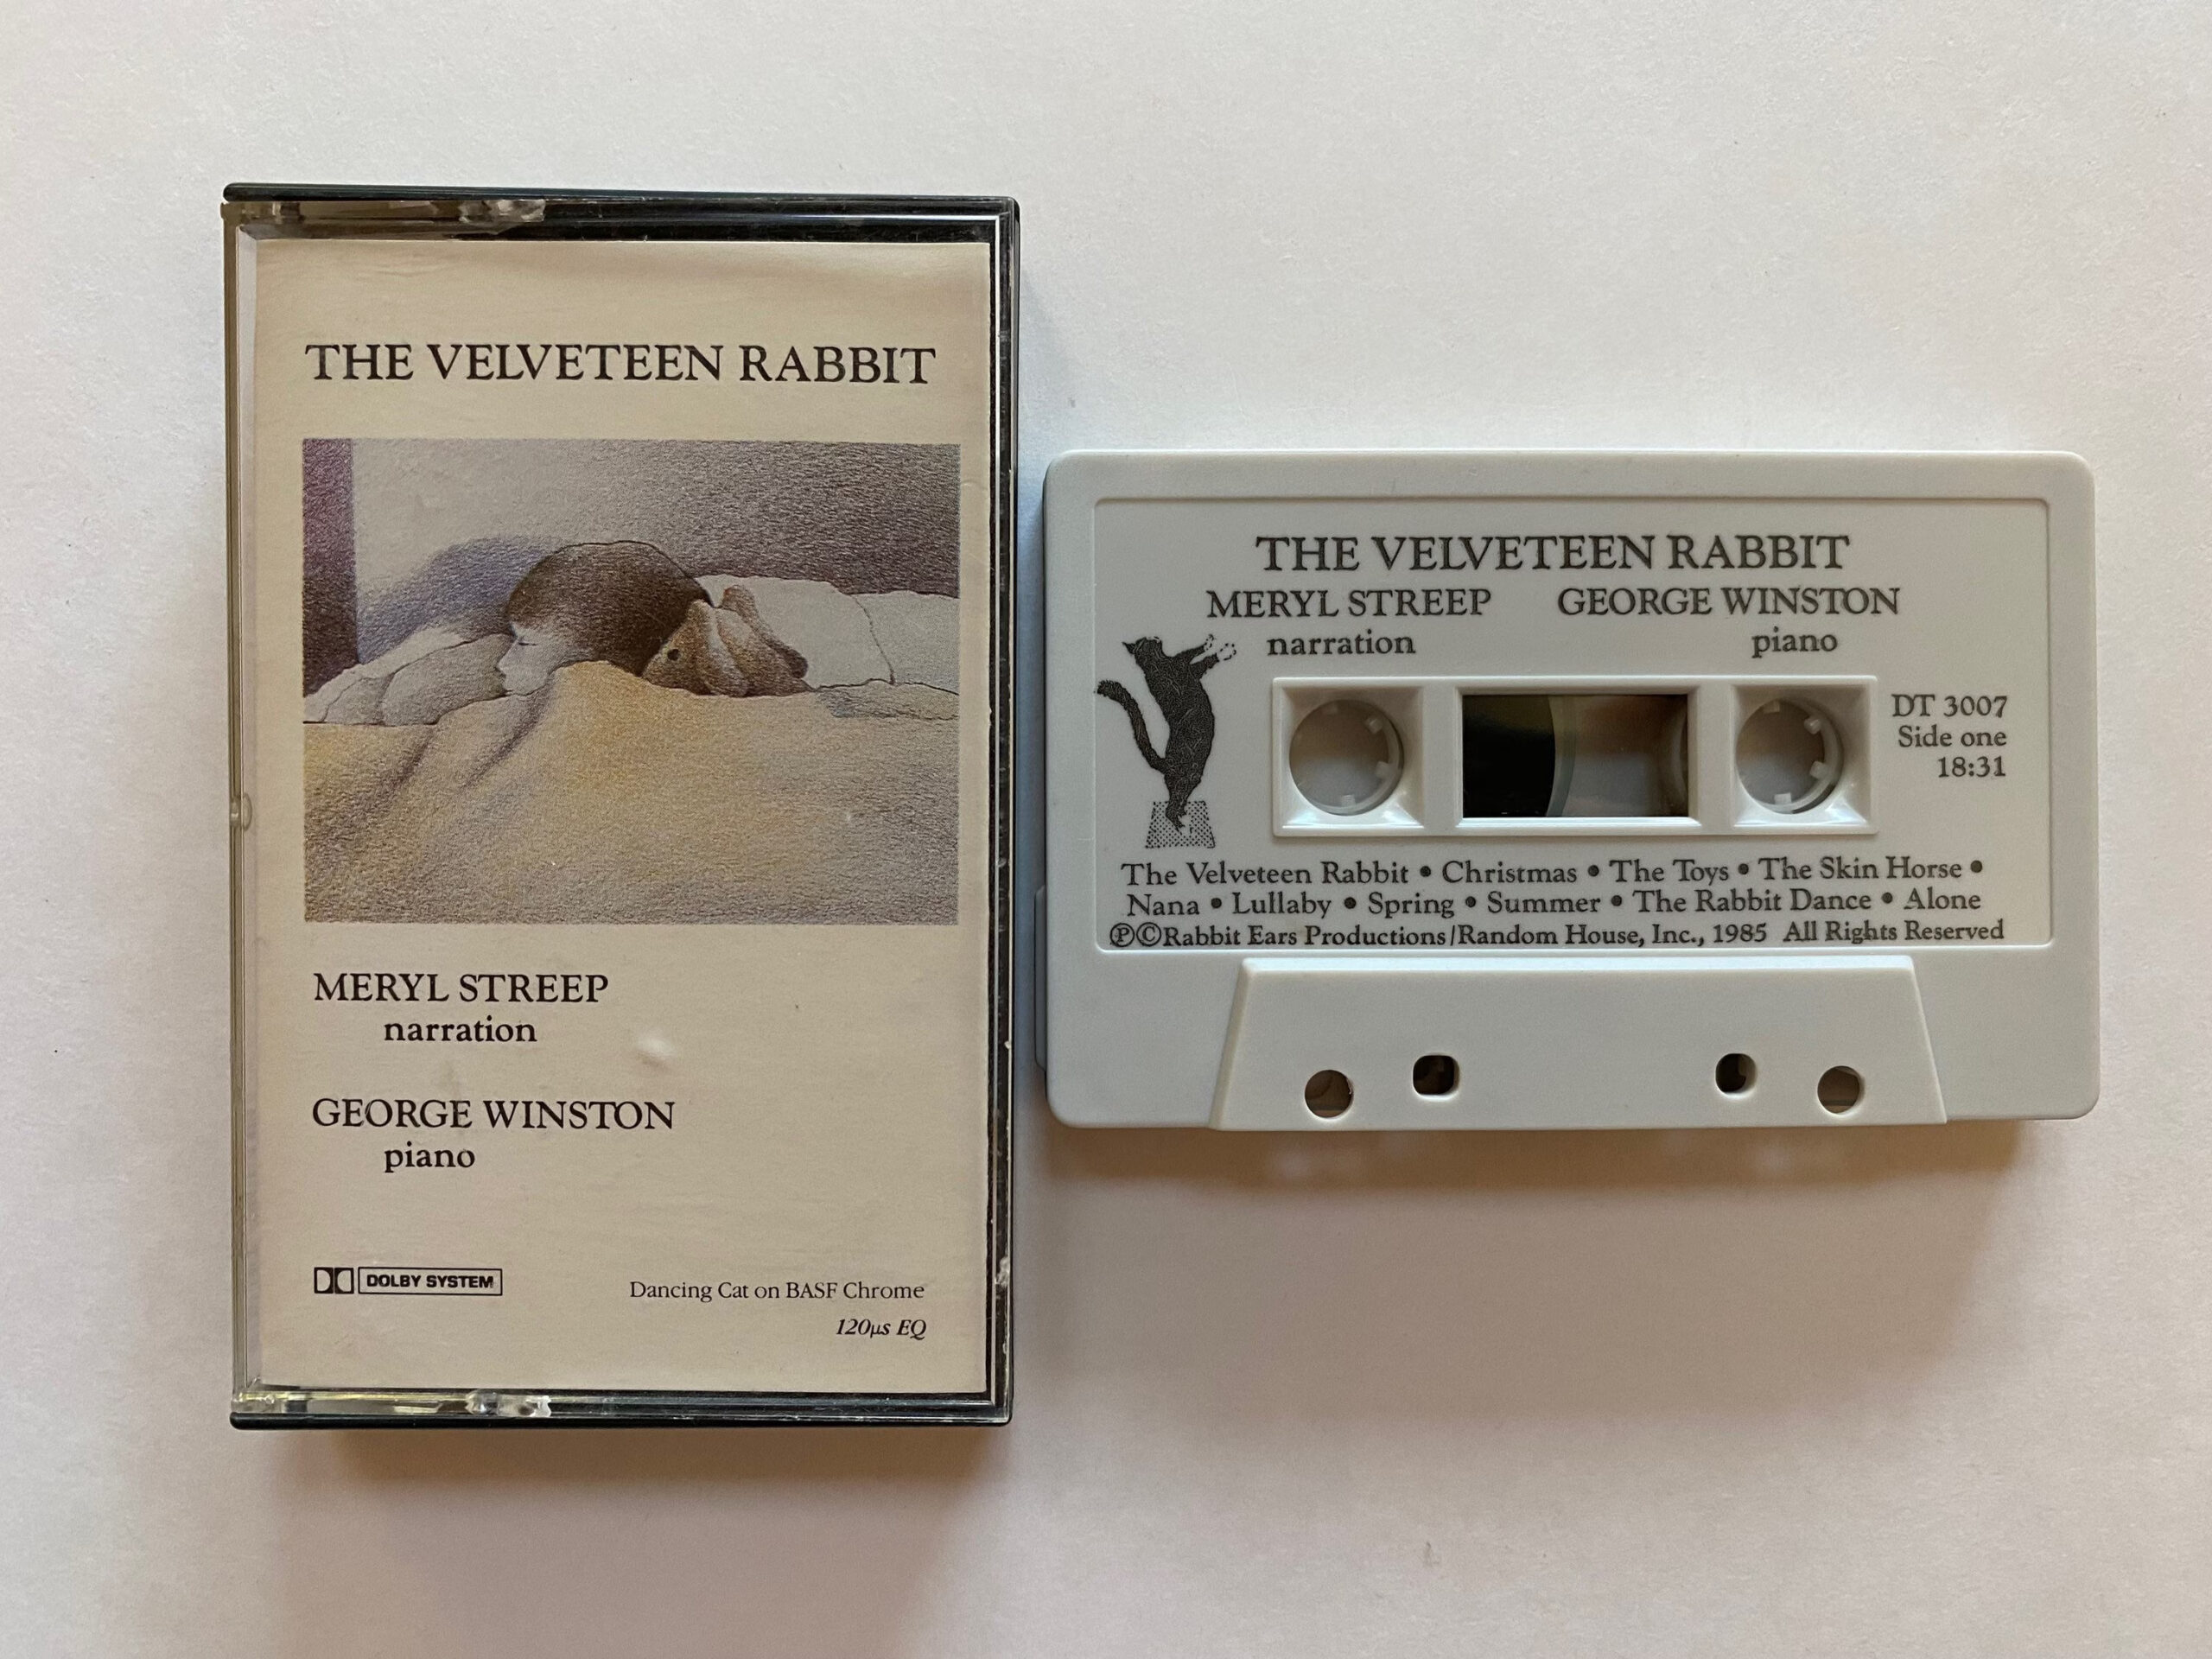 THE VELVETEEN RABBIT
MERYL STREEP
narration
GEORGE WINSTON
piano
DOLBY SYSTEM
Dancing Cat on BASF Chrome
120µs EQ
THE VELVETEEN RABBIT
MERYL STREEP GEORGE WINSTON
narration piano
DT 3007
Side one
18:31
The Velveteen Rabbit • Christmas • The Toys • The Skin Horse •
Nana • Lullaby • Spring • Summer • The Rabbit Dance • Alone
ⓅⒸRabbit Ears Productions/Random House, Inc., 1985 All Rights Reserved